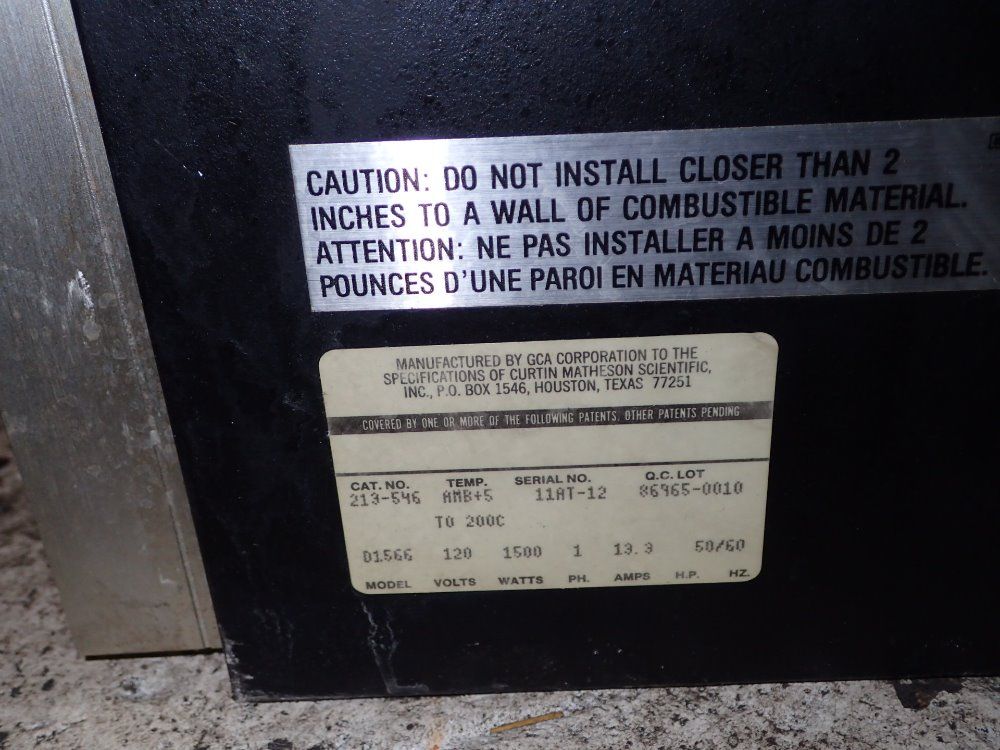 CAUTION: DO NOT INSTALL CLOSER THAN 2
INCHES TO A WALL OF COMBUSTIBLE MATERIAL.
ATTENTION: NE PAS INSTALLER A MOINS DE 2
POUNCES D'UNE PAROI EN MATERIAU COMBUSTIBLE.
MANUFACTURED BY GCA CORPORATION TO THE
SPECIFICATIONS OF CURTIN MATHESON SCIENTIFIC,
INC., P.O. BOX 1546, HOUSTON, TEXAS 77251
COVERED BY ONE OR MORE OF THE FOLLOWING PATENTS, OTHER PATENTS PENDING
CAT. NO. TEMP. SERIAL NO. Q.C. LOT
213-546 AMB+5 11AT-12 86965-0010
TO 200C
D1566 120 1500 1 13.3 50/60
MODEL VOLTS WATTS PH. AMPS H.P. HZ.